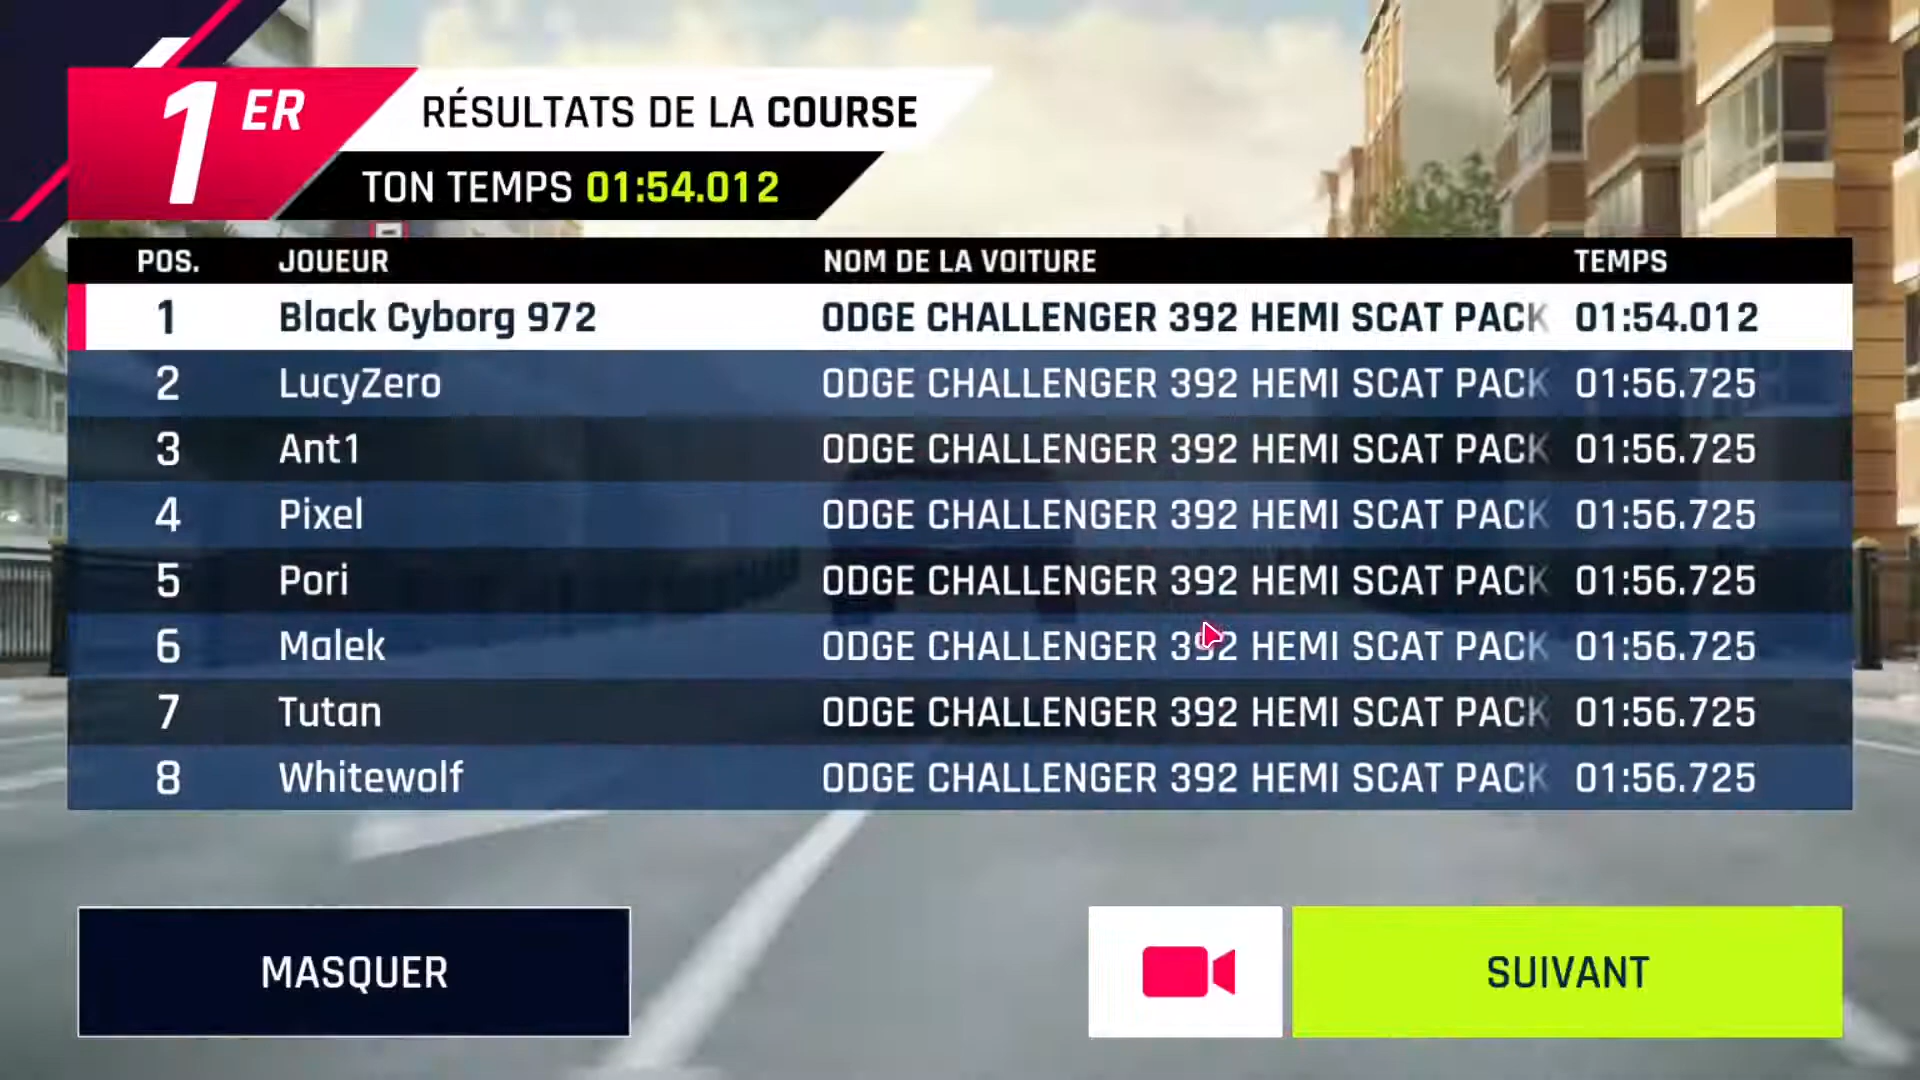 1ER
RÉSULTATS DE LA COURSE
TON TEMPS 01:54.012
POS. JOUEUR NOM DE LA VOITURE TEMPS
1 Black Cyborg 972 ODGE CHALLENGER 392 HEMI SCAT PACK 01:54.012
2 LucyZero ODGE CHALLENGER 392 HEMI SCAT PACK 01:56.725
3 Ant1 ODGE CHALLENGER 392 HEMI SCAT PACK 01:56.725
4 Pixel ODGE CHALLENGER 392 HEMI SCAT PACK 01:56.725
5 Pori ODGE CHALLENGER 392 HEMI SCAT PACK 01:56.725
6 Malek ODGE CHALLENGER 392 HEMI SCAT PACK 01:56.725
7 Tutan ODGE CHALLENGER 392 HEMI SCAT PACK 01:56.725
8 Whitewolf ODGE CHALLENGER 392 HEMI SCAT PACK 01:56.725
MASQUER SUIVANT